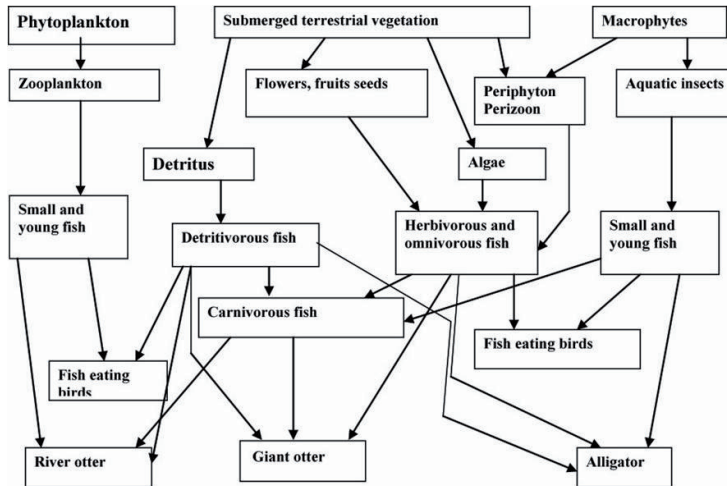 Phytoplankton
Submerged terrestrial vegetation
Macrophytes
Zooplankton
Flowers, fruits seeds
Periphyton
Perizoon
Aquatic insects
Detritus
Algae
Small and
young fish
Detritivorous fish
Herbivorous and
omnivorous fish
Small and
young fish
Carnivorous fish
Fish eating birds
Fish eating
birds
River otter
Giant otter
Alligator